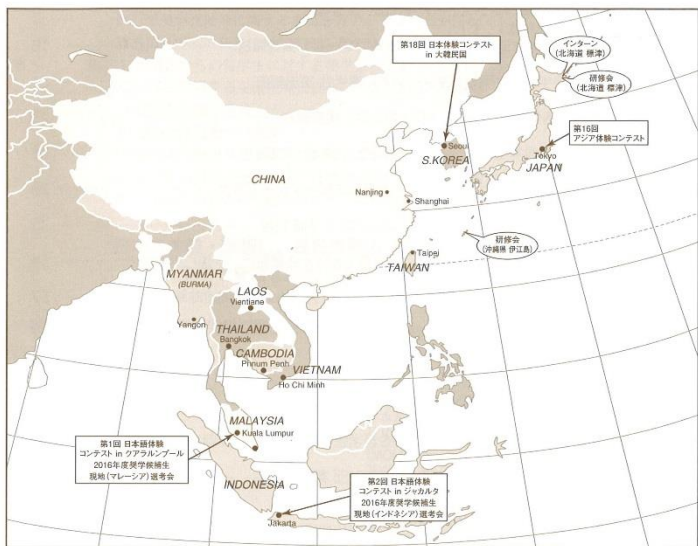 第18回 日本体験コンテスト
in 大韓民国
インターン
(北海道 標津)
研修会
(北海道 標津)
第16回
アジア体験コンテスト
Seoul
S.KOREA
Tokyo
JAPAN
CHINA
Nanjing
Shanghai
研修会
(沖縄県 伊江島)
Taipei
TAIWAN
MYANMAR
(BURMA)
LAOS
Vientiane
Yangon
THAILAND
Bangkok
CAMBODIA
Phnum Penh
VIETNAM
Ho Chi Minh
MALAYSIA
Kuala Lumpur
第1回 日本語体験
コンテスト in クアラルンプール
2016年度奨学候補生
現地(マレーシア)選考会
INDONESIA
第2回 日本語体験
コンテスト in ジャカルタ
2016年度奨学候補生
現地(インドネシア)選考会
Jakarta